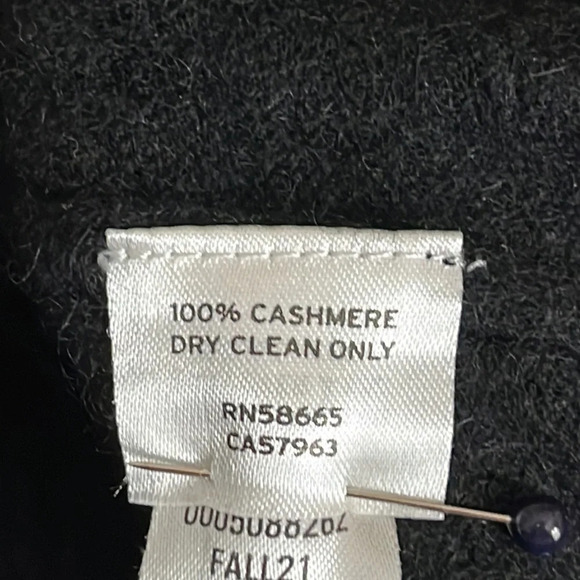 100% CASHMERE
DRY CLEAN ONLY
RN58665
CA57963
FALL21